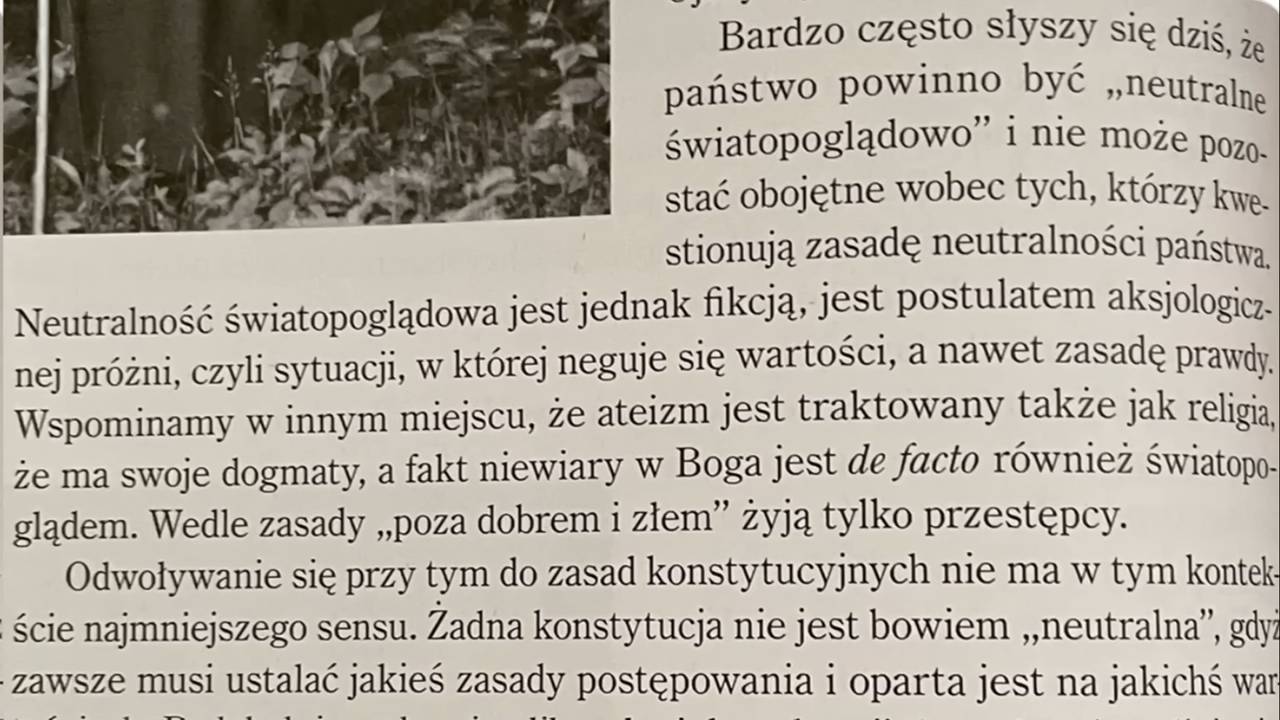 Bardzo często słyszy się dziś, że
państwo powinno być „neutralne
światopoglądowo” i nie może pozo-
stać obojętne wobec tych, którzy kwe-
stionują zasadę neutralności państwa.
Neutralność światopoglądowa jest jednak fikcją, jest postulatem aksjologicz-
nej próżni, czyli sytuacji, w której neguje się wartości, a nawet zasadę prawdy.
Wspominamy w innym miejscu, że ateizm jest traktowany także jak religia,
że ma swoje dogmaty, a fakt niewiary w Boga jest de facto również światopo-
glądem. Wedle zasady „poza dobrem i złem” żyją tylko przestępcy.
Odwoływanie się przy tym do zasad konstytucyjnych nie ma w tym kontek-
ście najmniejszego sensu. Żadna konstytucja nie jest bowiem „neutralna”, gdyż
zawsze musi ustalać jakieś zasady postępowania i oparta jest na jakichś war-